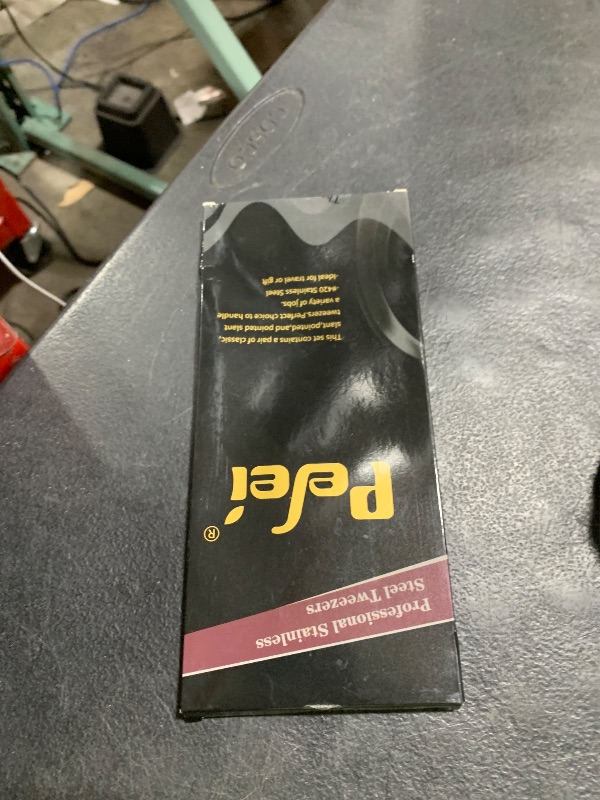 Professional Stainless
Steel Tweezers
Pefei®
This set contains a pair of classic,
slant,pointed,and pointed slant
tweezers.Perfect choice to handle
a variety of jobs.
-#420 Stainless Steel
-ideal for travel or gift